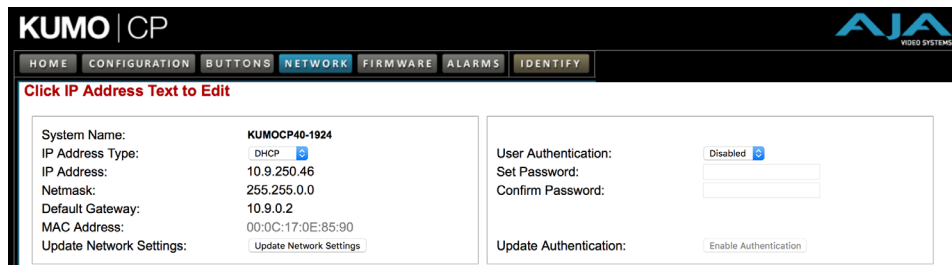 KUMO | CP
AJA
VIDEO SYSTEMS
HOME CONFIGURATION BUTTONS NETWORK FIRMWARE ALARMS IDENTIFY
Click IP Address Text to Edit
System Name: KUMOCP40-1924
IP Address Type: DHCP
IP Address: 10.9.250.46
Netmask: 255.255.0.0
Default Gateway: 10.9.0.2
MAC Address: 00:0C:17:0E:85:90
Update Network Settings: Update Network Settings
User Authentication: Disabled
Set Password:
Confirm Password:
Update Authentication: Enable Authentication